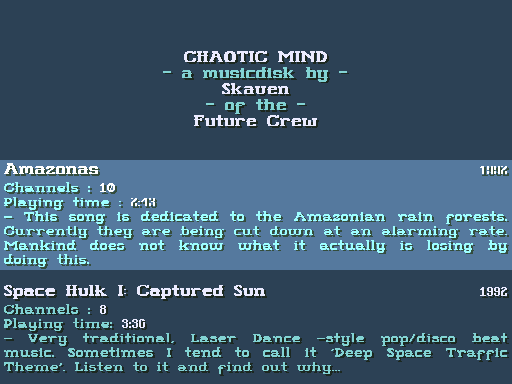 CHAOTIC MIND
- a musicdisk by -
Skaven
- of the -
Future Crew
Amazonas 1992
Channels : 10
Playing time : 2:43
- This song is dedicated to the Amazonian rain forests.
Currently they are being cut down at an alarming rate.
Mankind does not know what it actually is losing by
doing this.
Space Hulk I: Captured Sun 1992
Channels : 8
Playing time: 3:36
- Very traditional, Laser Dance -style pop/disco beat
music. Sometimes I tend to call it 'Deep Space Traffic
Theme'. Listen to it and find out why...